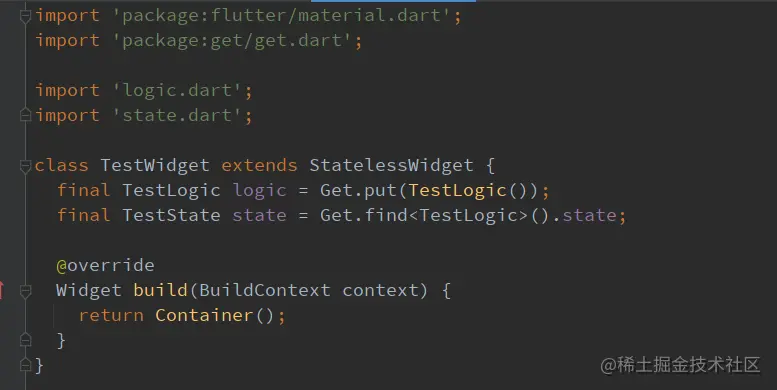 import 'package:flutter/material.dart';
import 'package:get/get.dart';
import 'logic.dart';
import 'state.dart';
class TestWidget extends StatelessWidget {
  final TestLogic logic = Get.put(TestLogic());
  final TestState state = Get.find<TestLogic>().state;
  @override
  Widget build(BuildContext context) {
    return Container();
  }
}
@稀土掘金技术社区